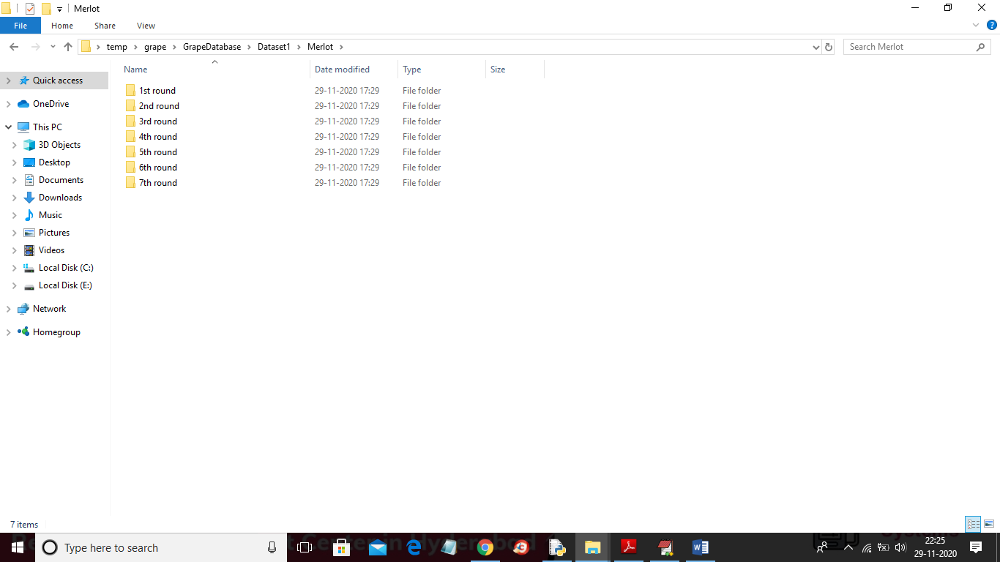 Merlot
File Home Share View
temp grape GrapeDatabase Dataset1 Merlot
Search Merlot
Name Date modified Type Size
Quick access
OneDrive
This PC
3D Objects
Desktop
Documents
Downloads
Music
Pictures
Videos
Local Disk (C:)
Local Disk (E:)
Network
Homegroup
1st round 29-11-2020 17:29 File folder
2nd round 29-11-2020 17:29 File folder
3rd round 29-11-2020 17:29 File folder
4th round 29-11-2020 17:29 File folder
5th round 29-11-2020 17:29 File folder
6th round 29-11-2020 17:29 File folder
7th round 29-11-2020 17:29 File folder
7 items
Type here to search
22:25
29-11-2020